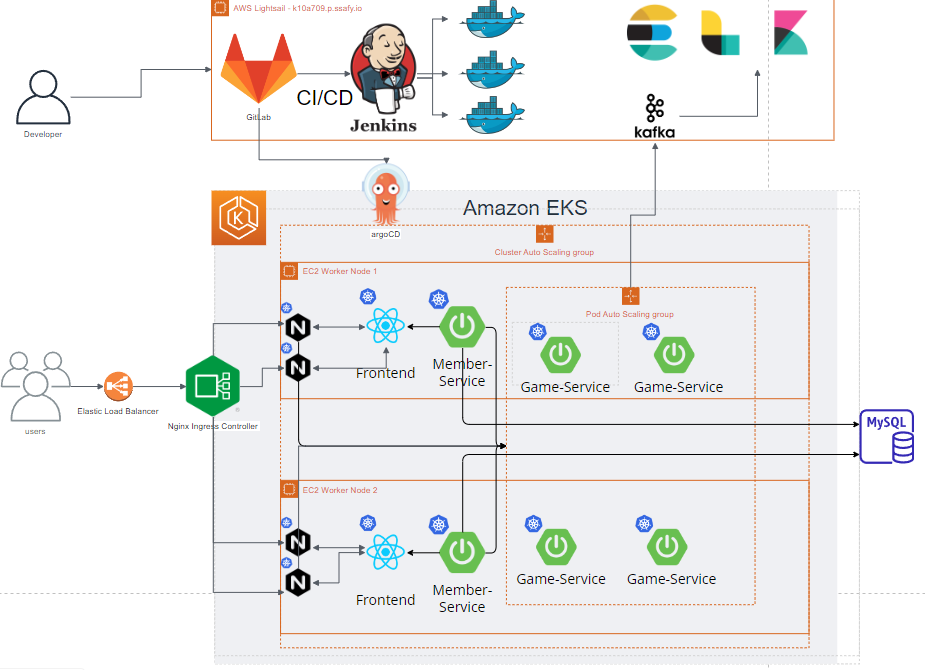 AWS Lightsail - k10a709.p.ssafy.io
GitLab
CI/CD
Jenkins
kafka
Developer
argoCD
Amazon EKS
Cluster Auto Scaling group
EC2 Worker Node 1
Pod Auto Scaling group
Frontend
Member-
Service
Game-Service
Game-Service
users
Elastic Load Balancer
Nginx Ingress Controller
MySQL
EC2 Worker Node 2
Frontend
Member-
Service
Game-Service
Game-Service